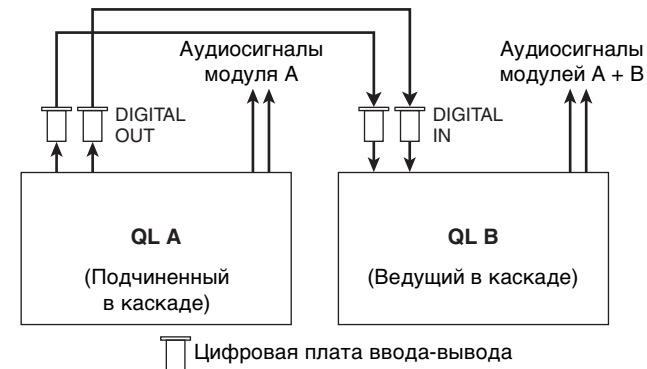 Аудиосигналы
модуля A
Аудиосигналы
модулей A + B
DIGITAL
OUT
DIGITAL
IN
QL A
(Подчиненный
в каскаде)
QL B
(Ведущий в каскаде)
Цифровая плата ввода-вывода